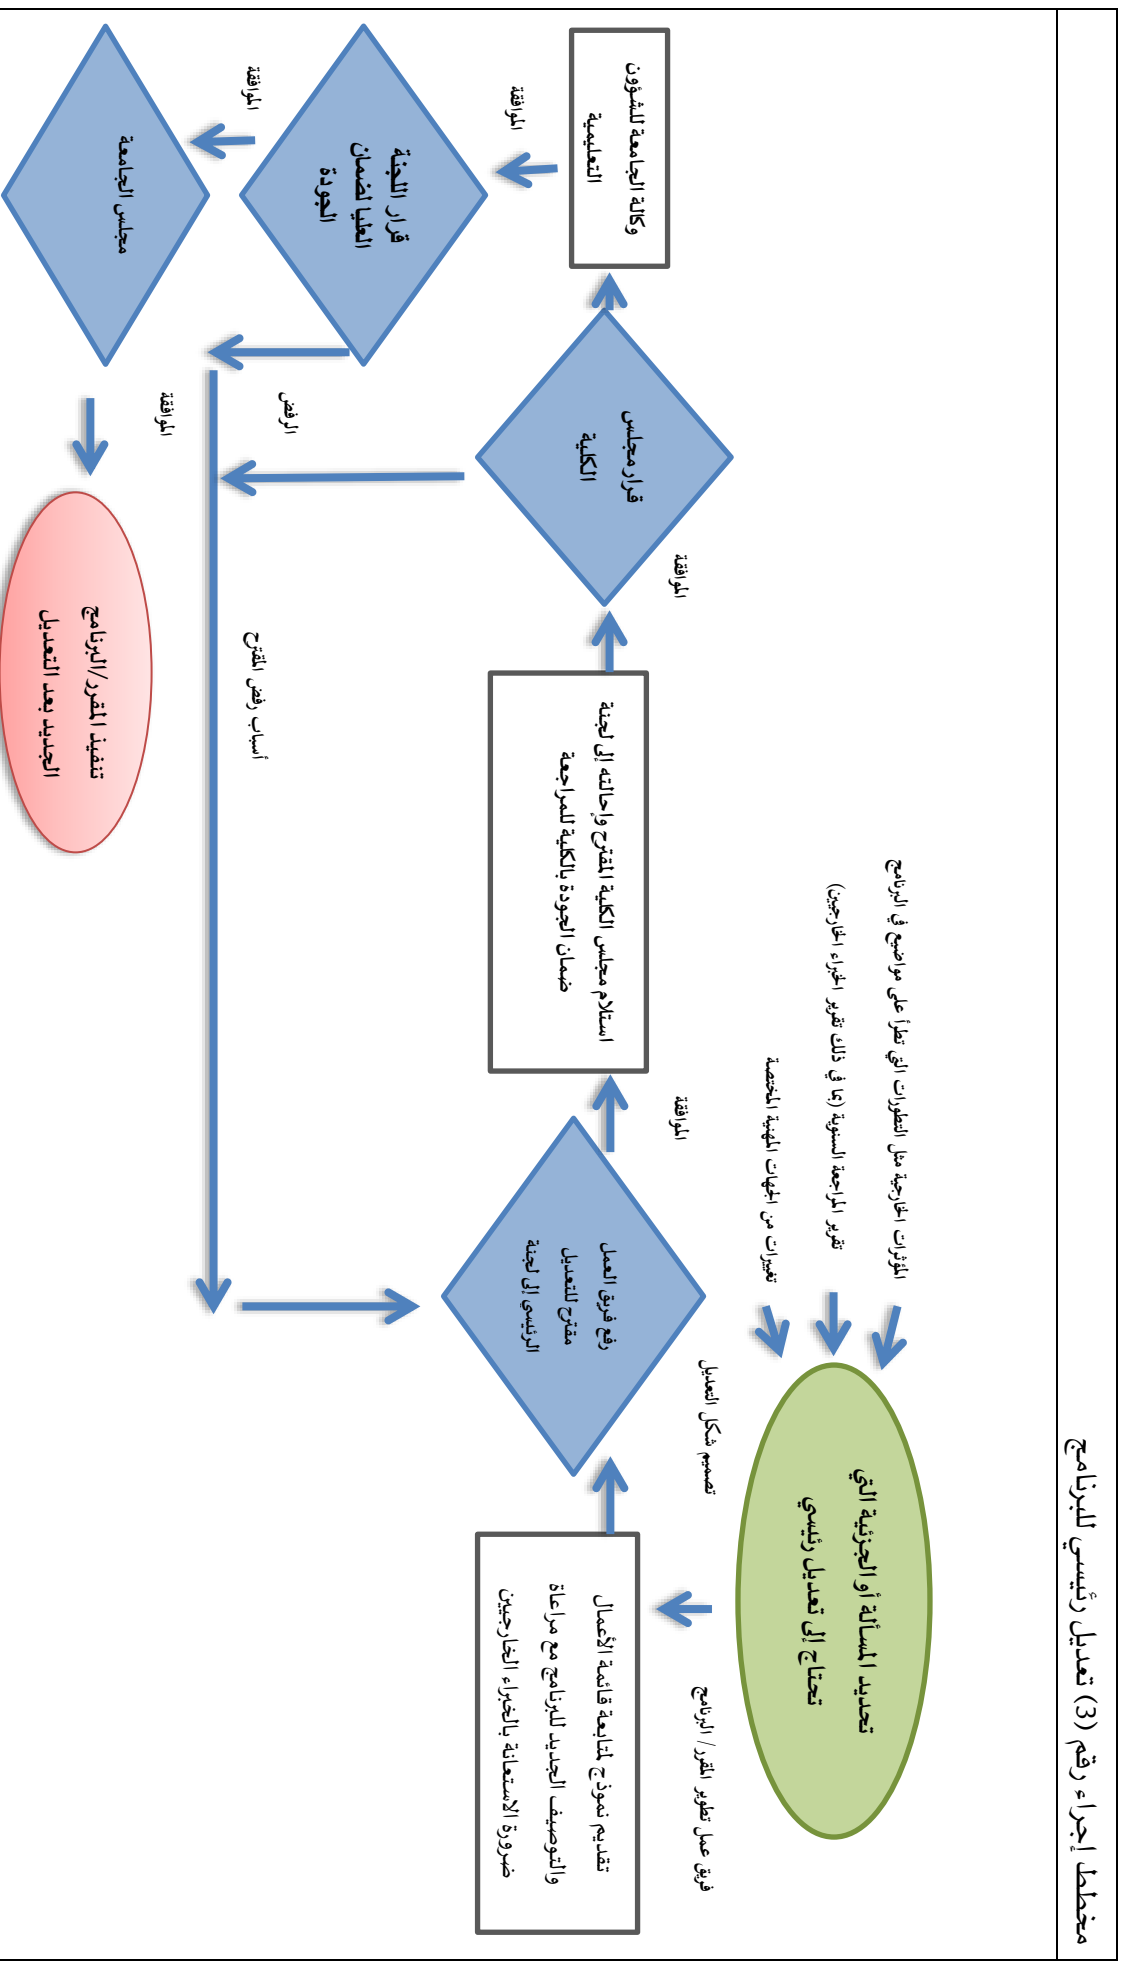 مخطط إجراء رقم (3) تعديل رئيسي للبرنامج
المؤثرات الخارجية مثل التطورات التي تطرأ على مواضيع في البرنامج
تقرير المراجعة السنوية (بما في ذلك تقرير الخبراء الخارجيين)
تغييرات من الجهات المهنية المختصة
تحديد المسألة أو الجزئية التي
تحتاج إلى تعديل رئيسي
فريق عمل تطوير المقرر/ البرنامج
تقديم نموذج لمتابعة قائمة الأعمال
والتوصيف الجديد للبرنامج مع مراعاة
ضرورة الاستعانة بالخبراء الخارجيين
تصميم شكل التعديل
رفع فريق العمل
مقترح للتعديل
الرئيسي إلى لجنة
الموافقة
استلام مجلس الكلية المقترح وإحالته إلى لجنة
ضمان الجودة بالكلية للمراجعة
الموافقة
قرار مجلس
الكلية
وكالة الجامعة للشؤون
التعليمية
الموافقة
قرار اللجنة
العليا لضمان
الجودة
الرفض
أسباب رفض المقترح
الموافقة
مجلس الجامعة
الموافقة
تنفيذ المقرر/البرنامج
الجديد بعد التعديل